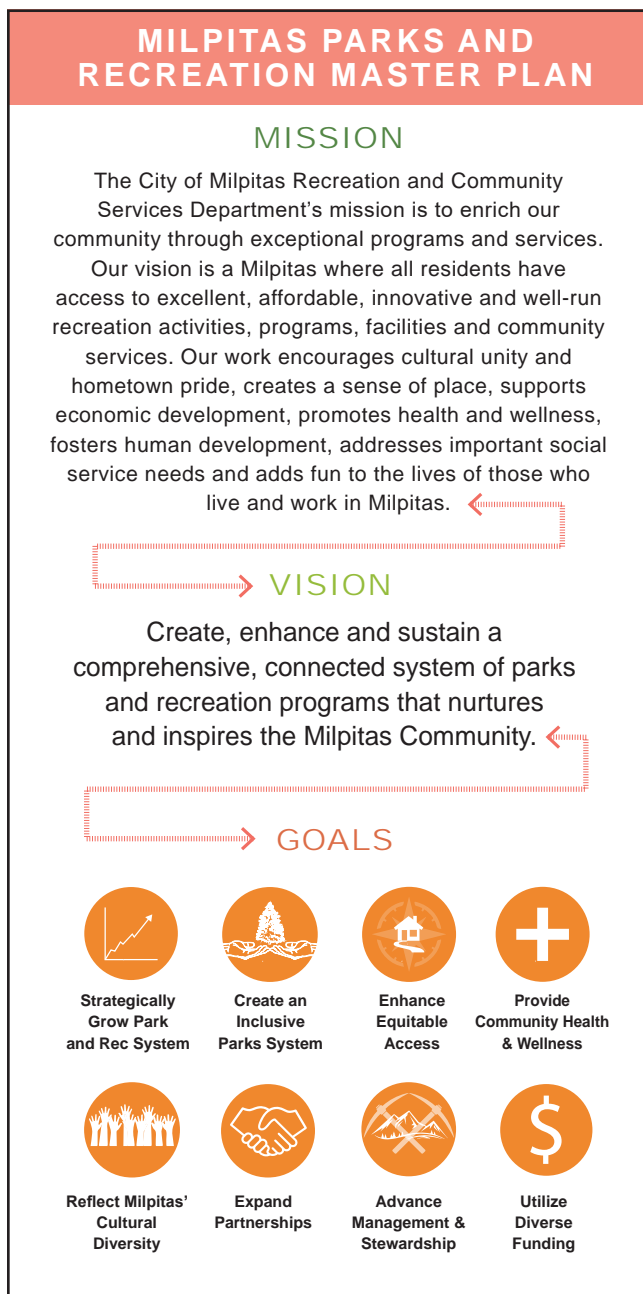 MILPITAS PARKS AND
RECREATION MASTER PLAN
MISSION
The City of Milpitas Recreation and Community
Services Department's mission is to enrich our
community through exceptional programs and services.
Our vision is a Milpitas where all residents have
access to excellent, affordable, innovative and well-run
recreation activities, programs, facilities and community
services. Our work encourages cultural unity and
hometown pride, creates a sense of place, supports
economic development, promotes health and wellness,
fosters human development, addresses important social
service needs and adds fun to the lives of those who
live and work in Milpitas.
VISION
Create, enhance and sustain a
comprehensive, connected system of parks
and recreation programs that nurtures
and inspires the Milpitas Community.
GOALS
Strategically
Grow Park
and Rec System
Create an
Inclusive
Parks System
Enhance
Equitable
Access
Provide
Community Health
& Wellness
$
Reflect Milpitas'
Cultural
Diversity
Expand
Partnerships
Advance
Management &
Stewardship
Utilize
Diverse
Funding